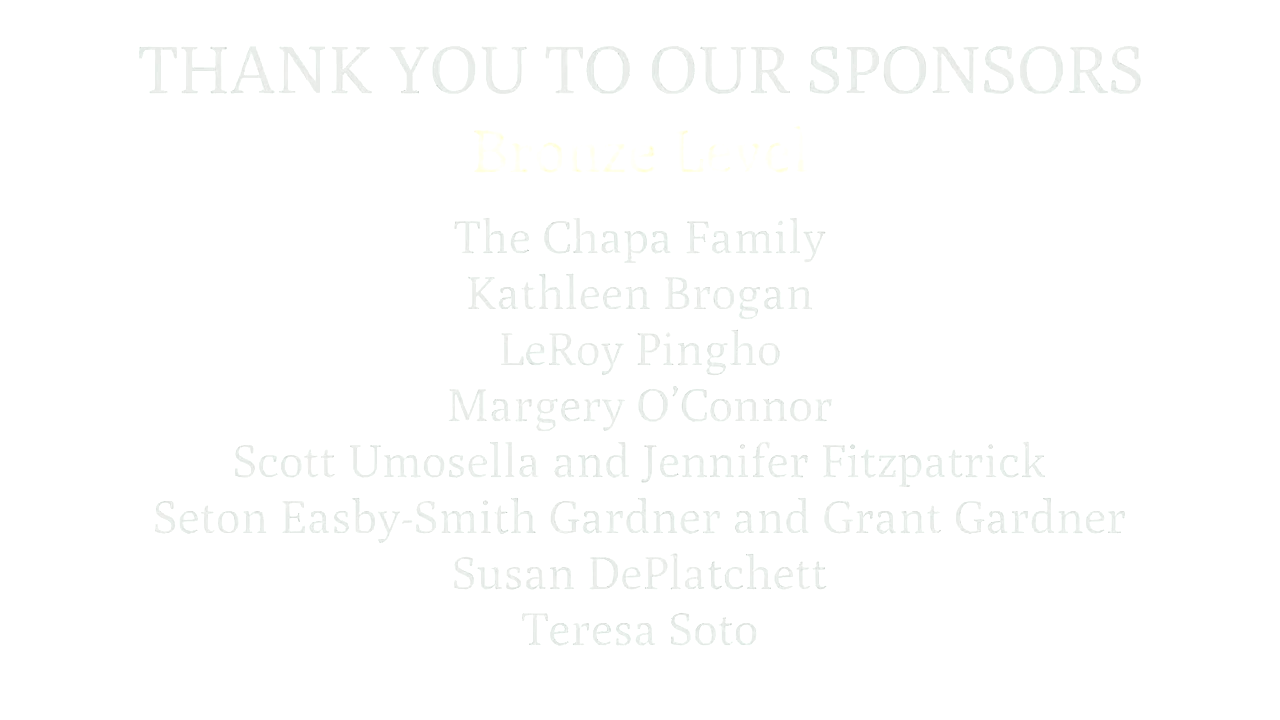 THANK YOU TO OUR SPONSORS
Bronze Level
The Chapa Family
Kathleen Brogan
LeRoy Pingho
Margery O’Connor
Scott Umosella and Jennifer Fitzpatrick
Seton Easby-Smith Gardner and Grant Gardner
Susan DePlatchett
Teresa Soto